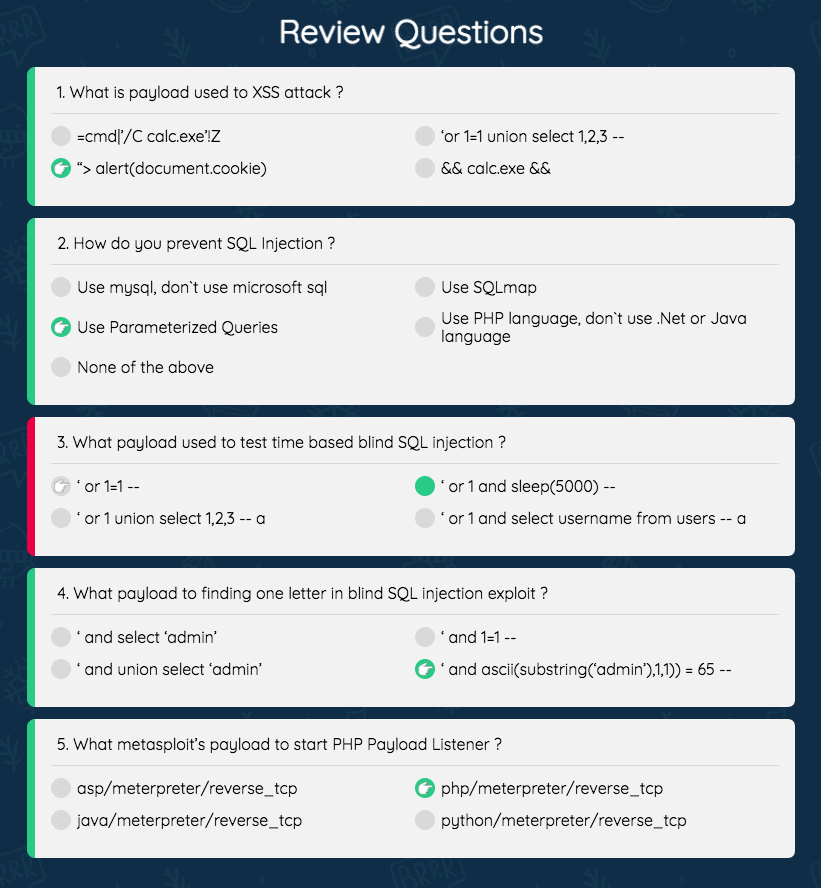 Review Questions
1. What is payload used to XSS attack ?
=cmd|’/C calc.exe’!Z
‘or 1=1 union select 1,2,3 --
“> alert(document.cookie)
&& calc.exe &&
2. How do you prevent SQL Injection ?
Use mysql, don`t use microsoft sql
Use SQLmap
Use Parameterized Queries
Use PHP language, don`t use .Net or Java
language
None of the above
3. What payload used to test time based blind SQL injection ?
‘ or 1=1 --
‘ or 1 and sleep(5000) --
‘ or 1 union select 1,2,3 -- a
‘ or 1 and select username from users -- a
4. What payload to finding one letter in blind SQL injection exploit ?
‘ and select ‘admin’
‘ and 1=1 --
‘ and union select ‘admin’
‘ and ascii(substring(‘admin’),1,1)) = 65 --
5. What metasploit’s payload to start PHP Payload Listener ?
asp/meterpreter/reverse_tcp
php/meterpreter/reverse_tcp
java/meterpreter/reverse_tcp
python/meterpreter/reverse_tcp
BRRR